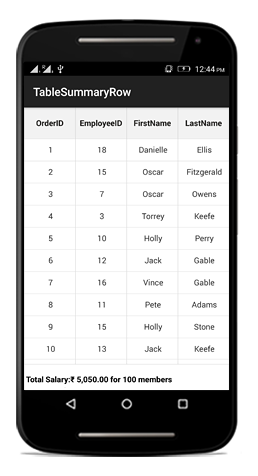 12:44 PM
TableSummaryRow
OrderID EmployeeID FirstName LastName
1 18 Danielle Ellis
2 15 Oscar Fitzgerald
3 7 Oscar Owens
4 3 Torrey Keefe
5 10 Holly Perry
6 12 Jack Gable
7 16 Vince Gable
8 11 Pete Adams
9 15 Holly Stone
10 13 Jack Keefe
Total Salary:₹ 5,050.00 for 100 members